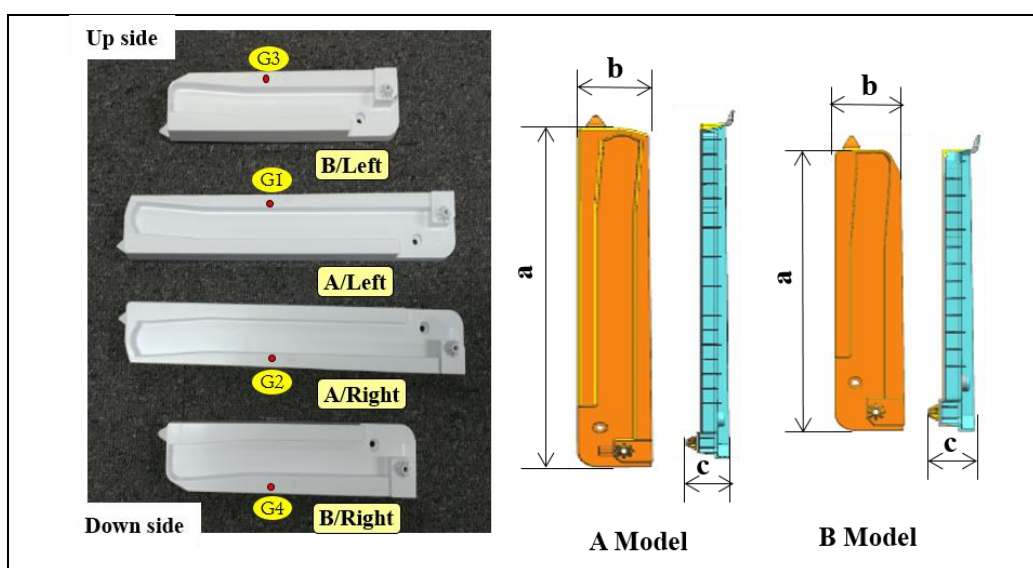 Up side
G3
B/Left
G1
A/Left
G2
A/Right
G4
B/Right
Down side
b
a
c
A Model
b
a
c
B Model